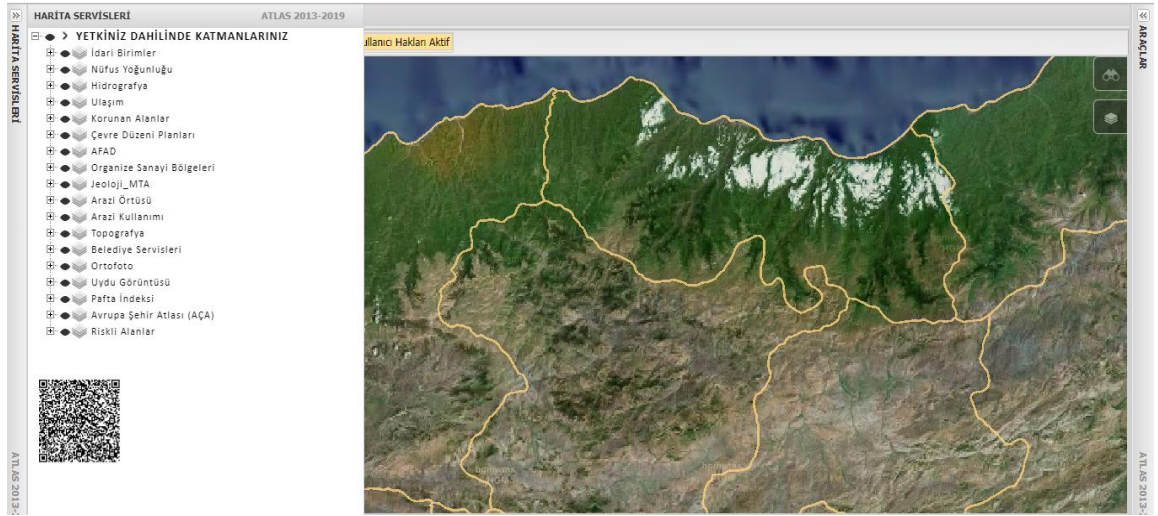 HARİTA SERVİSLERİ
ATLAS 2013-2019
YETKİNİZ DAHİLİNDE KATMANLARINIZ
İdari Birimler
Nüfus Yoğunluğu
Hidrografya
Ulaşım
Korunan Alanlar
Çevre Düzeni Planları
AFAD
Organize Sanayi Bölgeleri
Jeoloji_MTA
Arazi Örtüsü
Arazi Kullanımı
Topografya
Belediye Servisleri
Ortofoto
Uydu Görüntüsü
Pafta İndeksi
Avrupa Şehir Atlası (AÇA)
Riskli Alanlar
HARİTA SERVİSLERİ
ATLAS 2013-2
ullanıcı Hakları Aktif
ARAÇLAR
ATLAS 2013-2